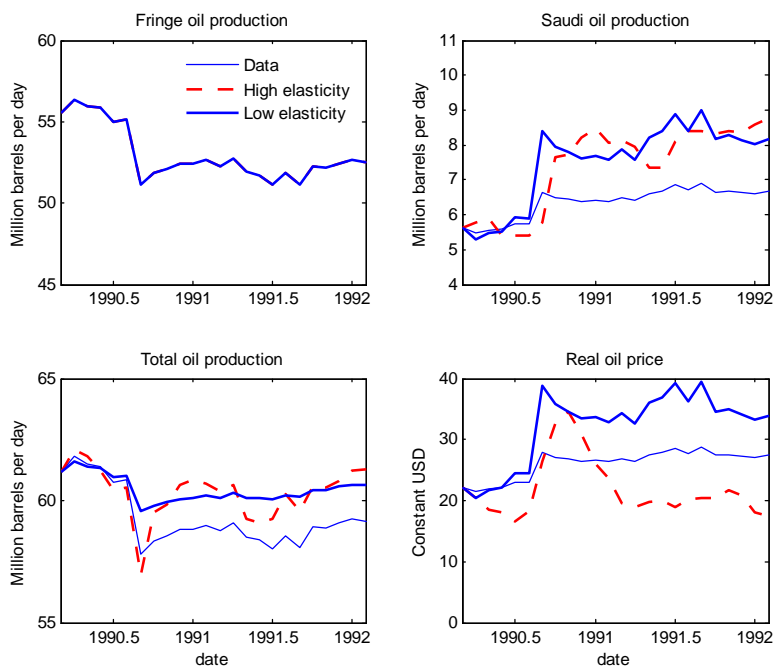 Fringe oil production
Saudi oil production
60
55
50
45
Million barrels per day
Data
High elasticity
Low elasticity
1990.5 1991 1991.5 1992
11
10
9
8
7
6
5
4
Million barrels per day
1990.5 1991 1991.5 1992
Total oil production
Real oil price
65
60
55
Million barrels per day
1990.5 1991 1991.5 1992
date
40
30
20
10
0
Constant USD
1990.5 1991 1991.5 1992
date